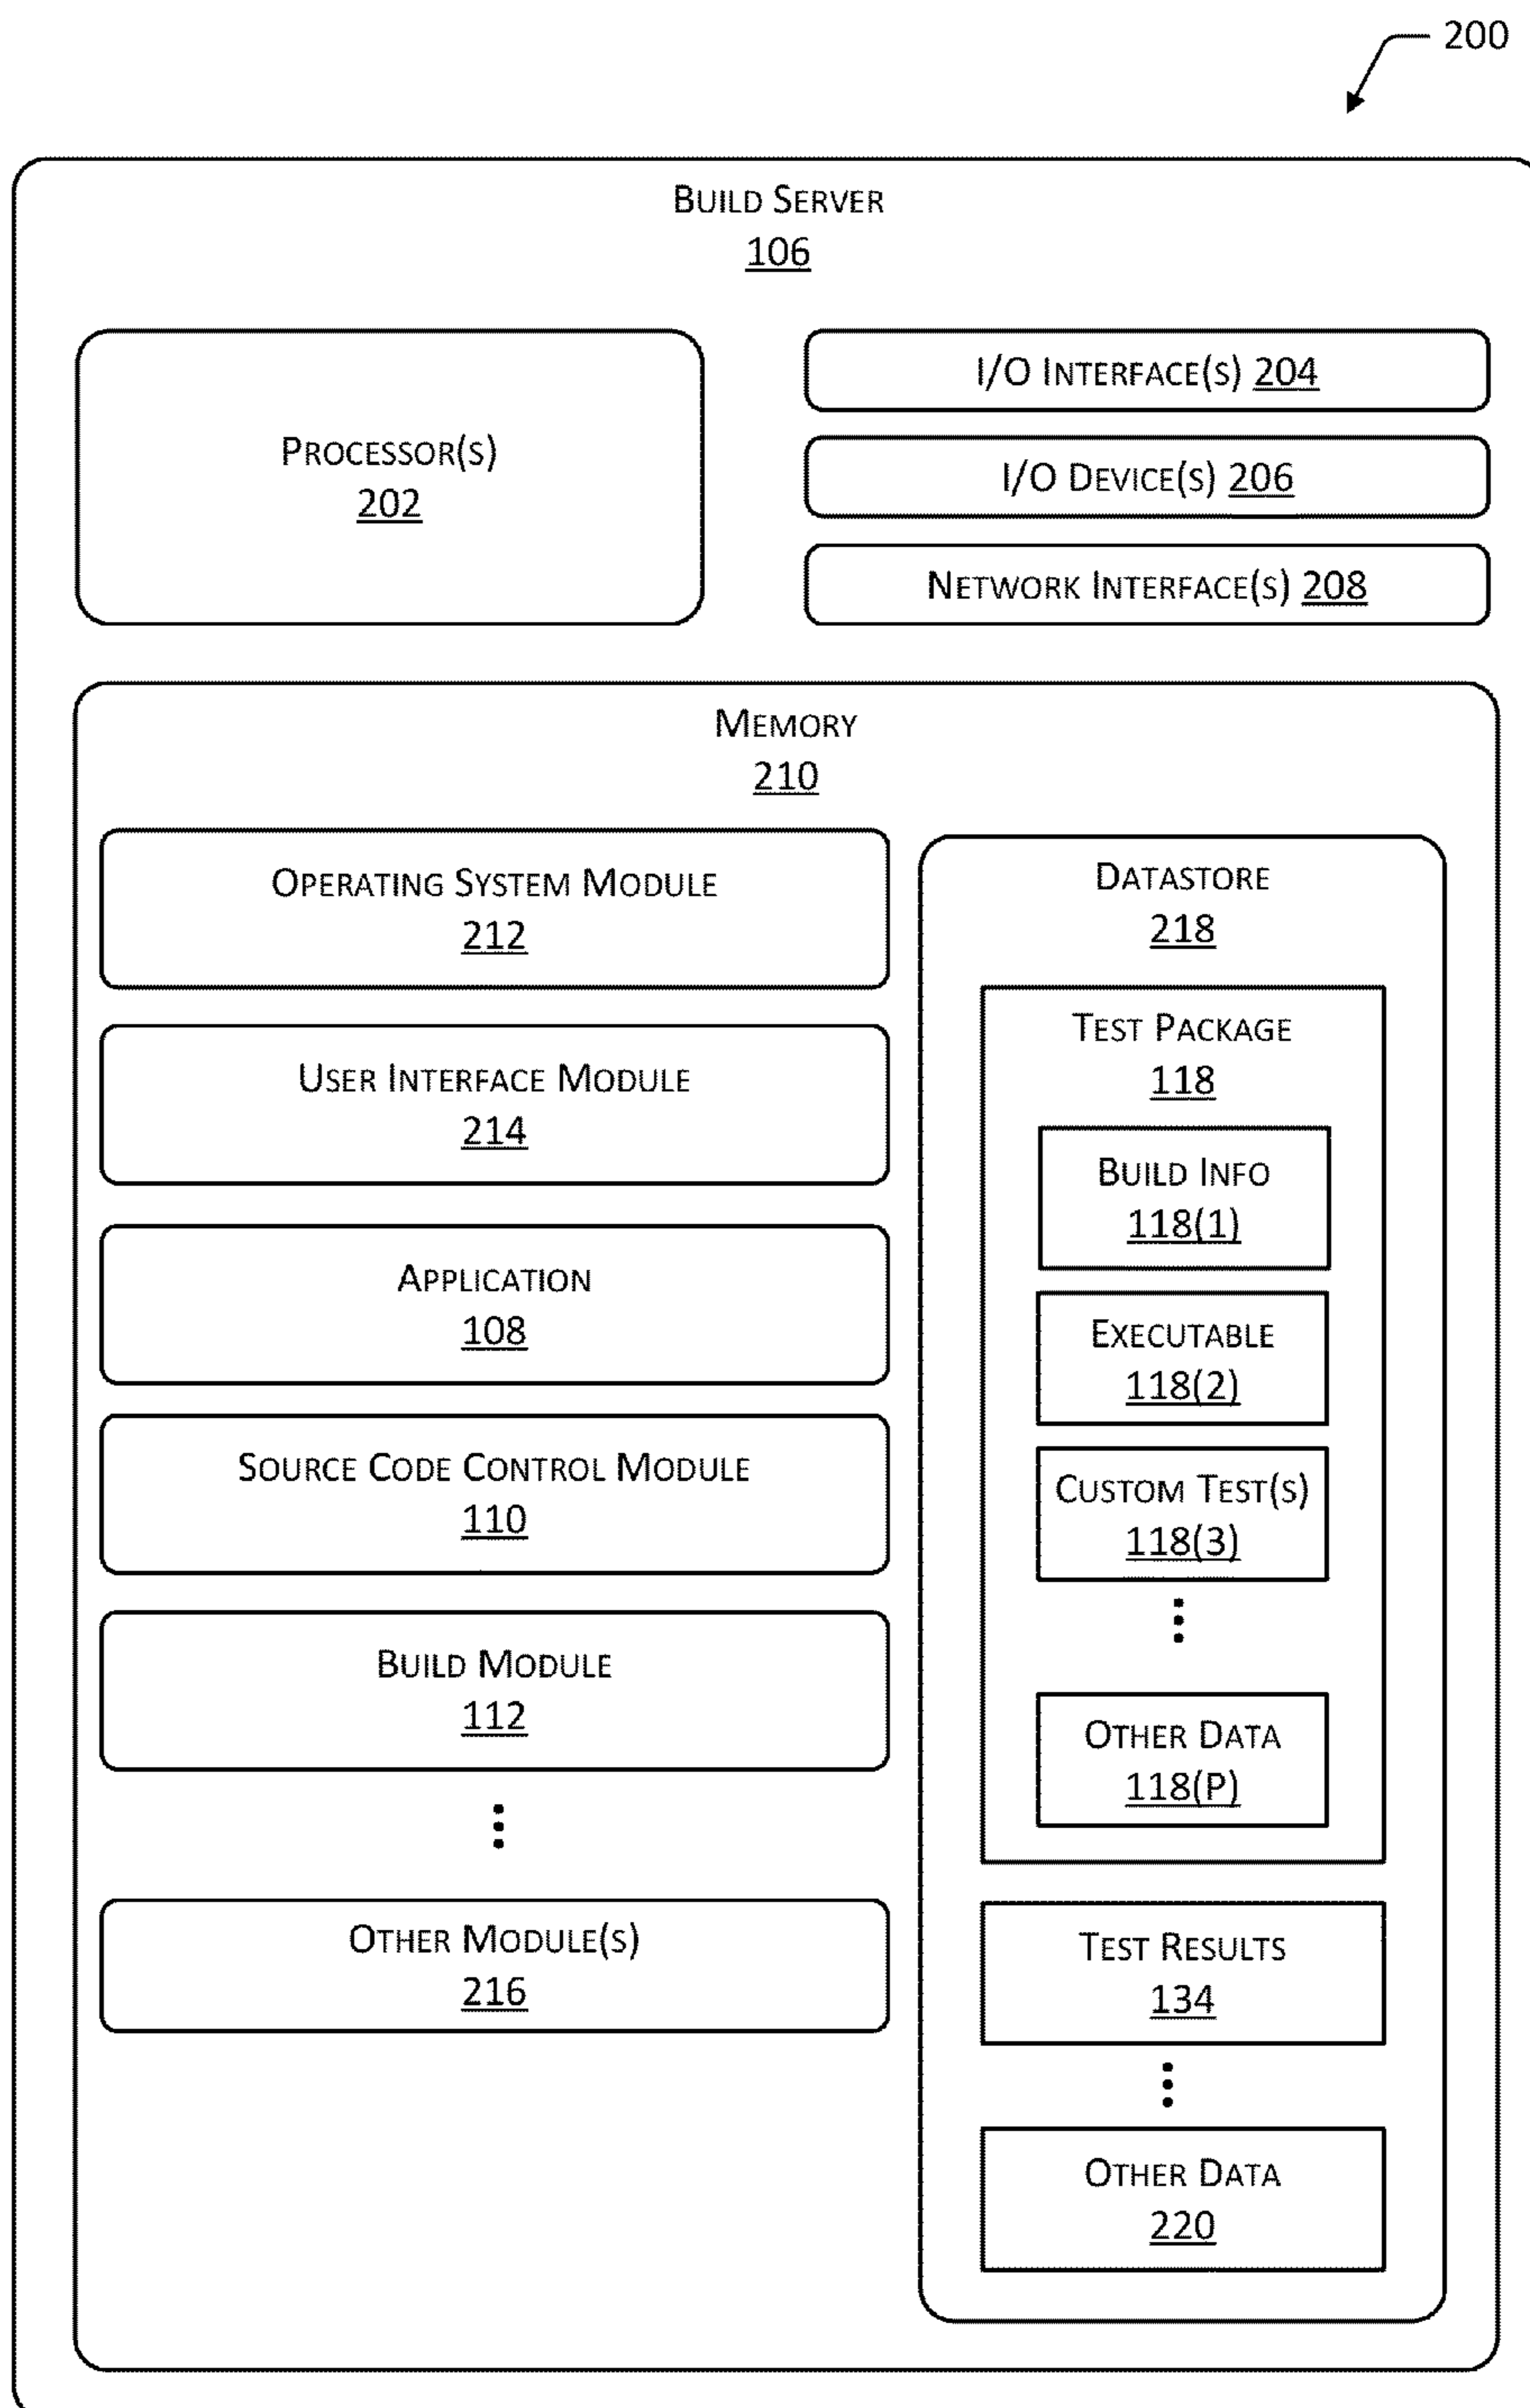 200
BUILD SERVER
106
PROCESSOR(S)
202
I/O INTERFACE(S) 204
I/O DEVICE(S) 206
NETWORK INTERFACE(S) 208
MEMORY
210
OPERATING SYSTEM MODULE
212
USER INTERFACE MODULE
214
APPLICATION
108
SOURCE CODE CONTROL MODULE
110
BUILD MODULE
112
OTHER MODULE(S)
216
DATASTORE
218
TEST PACKAGE
118
BUILD INFO
118(1)
EXECUTABLE
118(2)
CUSTOM TEST(S)
118(3)
OTHER DATA
118(P)
TEST RESULTS
134
OTHER DATA
220